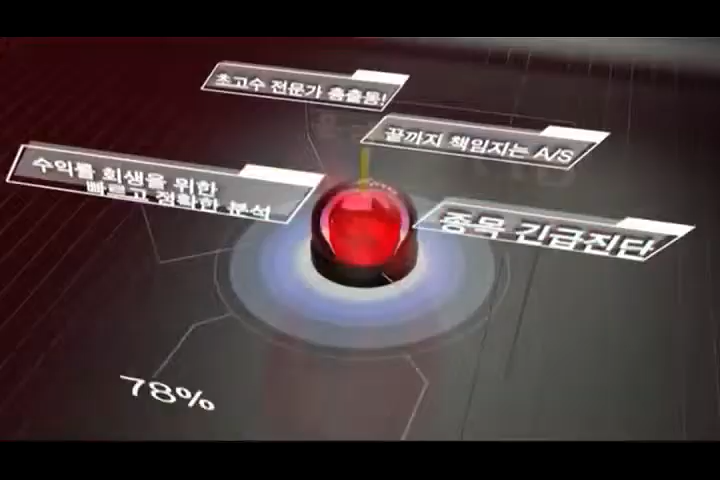 초고수 전문가 총출동!
끝까지 책임지는 A/S
수익률 회생을 위한
빠르고 정확한 분석
종목 긴급진단
78%